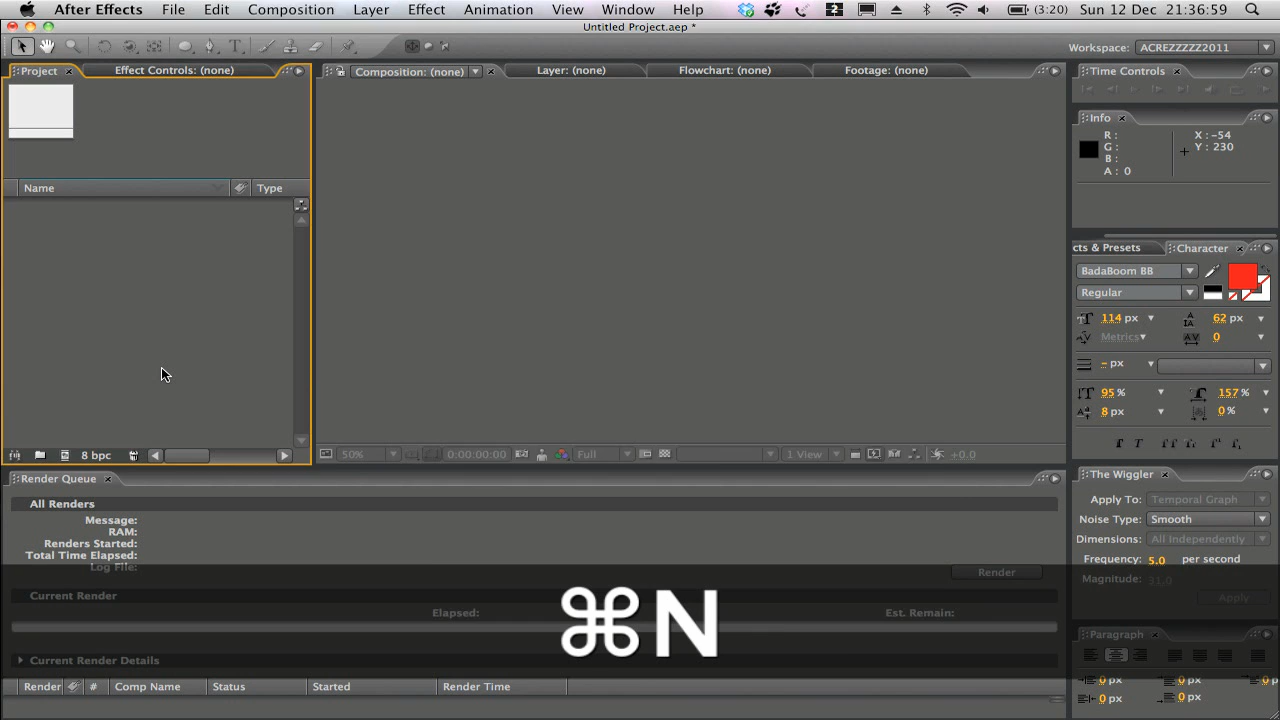 After Effects File Edit Composition Layer Effect Animation View Window Help 2 (3:20) Sun 12 Dec 21:36:59
Untitled Project.aep *
Workspace: ACREZZZZZ2011
Project Effect Controls: (none) Composition: (none) Layer: (none) Flowchart: (none) Footage: (none) Time Controls
Info
R :
G :
B :
A : 0
X : -54
Y : 230
Name Type
cts & Presets Character
BadaBoom BB
Regular
114 px 62 px
Metrics 0
- px
95 % 157 %
8 px 0 %
T T TT Tr T' T,
8 bpc 50% 0:00:00:00 Full 1 View +0.0
Render Queue
All Renders
Message:
RAM:
Renders Started:
Total Time Elapsed:
Log File:
Render
Current Render
Elapsed: Est. Remain:
Current Render Details
Render # Comp Name Status Started Render Time
The Wiggler
Apply To: Temporal Graph
Noise Type: Smooth
Dimensions: All Independently
Frequency: 5.0 per second
Magnitude: 31.0
Apply
Paragraph
0 px 0 px 0 p
0 px 0 px
⌘N